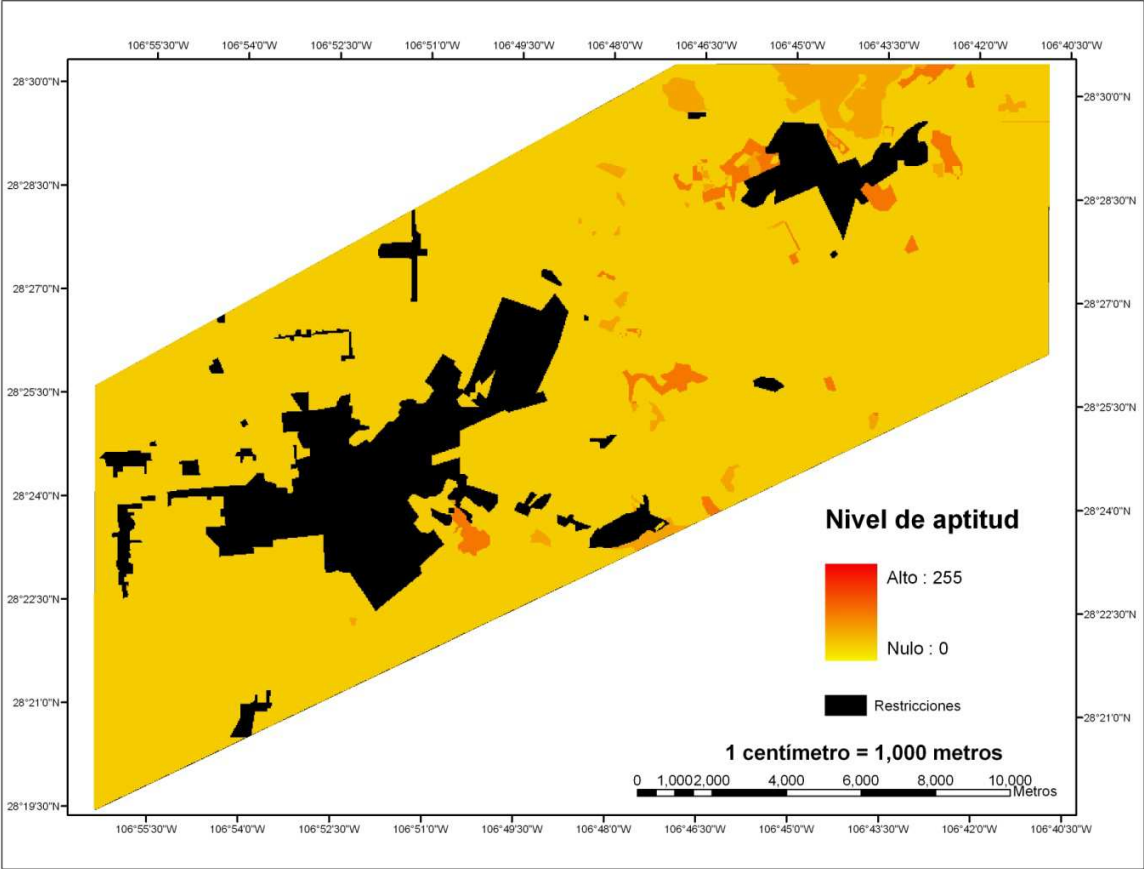 106°55'30"W 106°54'0"W 106°52'30"W 106°51'0"W 106°49'30"W 106°48'0"W 106°46'30"W 106°45'0"W 106°43'30"W 106°42'0"W 106°40'30"W
28°30'0"N 28°30'0"N
28°28'30"N 28°28'30"N
28°27'0"N 28°27'0"N
28°25'30"N 28°25'30"N
28°24'0"N 28°24'0"N
Nivel de aptitud
Alto : 255
28°22'30"N 28°22'30"N
Nulo : 0
28°21'0"N 28°21'0"N
Restricciones
1 centímetro = 1,000 metros
0 1,000 2,000 4,000 6,000 8,000 10,000
Metros
28°19'30"N
106°55'30"W 106°54'0"W 106°52'30"W 106°51'0"W 106°49'30"W 106°48'0"W 106°46'30"W 106°45'0"W 106°43'30"W 106°42'0"W 106°40'30"W